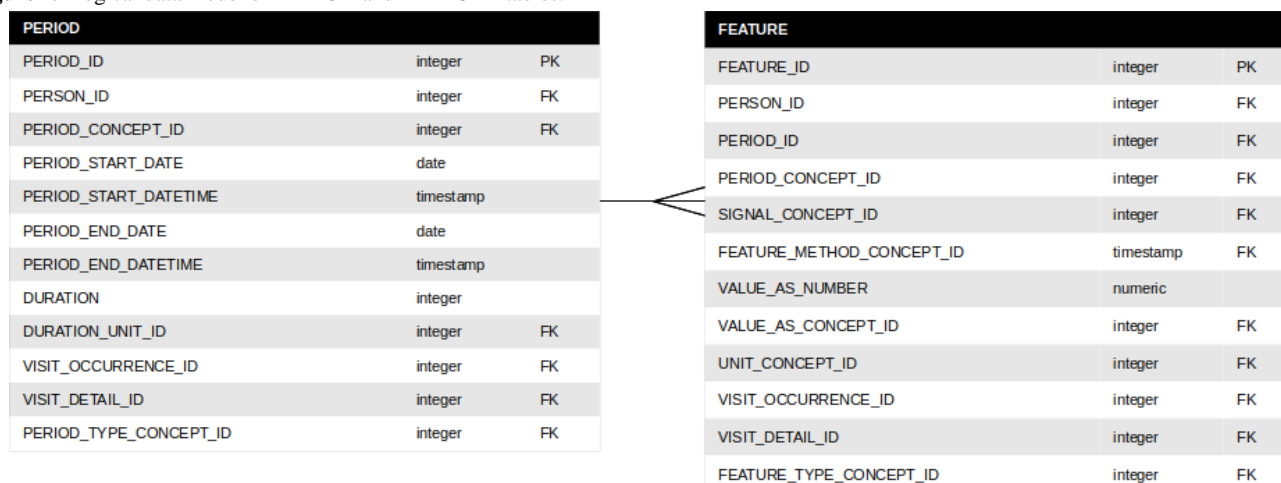 PERIOD
PERIOD_ID integer PK
PERSON_ID integer FK
PERIOD_CONCEPT_ID integer FK
PERIOD_START_DATE date
PERIOD_START_DATETIME timestamp
PERIOD_END_DATE date
PERIOD_END_DATETIME timestamp
DURATION integer
DURATION_UNIT_ID integer FK
VISIT_OCCURRENCE_ID integer FK
VISIT_DETAIL_ID integer FK
PERIOD_TYPE_CONCEPT_ID integer FK
FEATURE
FEATURE_ID integer PK
PERSON_ID integer FK
PERIOD_ID integer FK
PERIOD_CONCEPT_ID integer FK
SIGNAL_CONCEPT_ID integer FK
FEATURE_METHOD_CONCEPT_ID timestamp FK
VALUE_AS_NUMBER numeric
VALUE_AS_CONCEPT_ID integer FK
UNIT_CONCEPT_ID integer FK
VISIT_OCCURRENCE_ID integer FK
VISIT_DETAIL_ID integer FK
FEATURE_TYPE_CONCEPT_ID integer FK